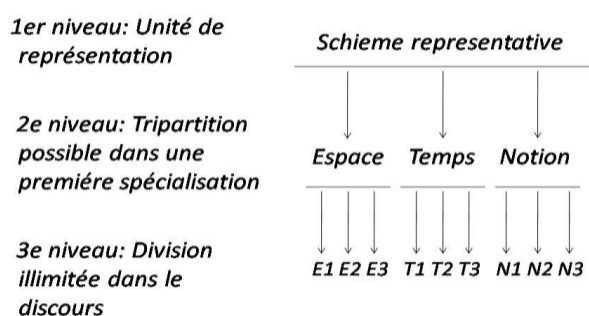 1er niveau: Unité de
représentation
Schieme representative
2e niveau: Tripartition
possible dans une
premiére spécialisation
Espace Temps Notion
3e niveau: Division
illimitée dans le
discours
E1 E2 E3 T1 T2 T3 N1 N2 N3